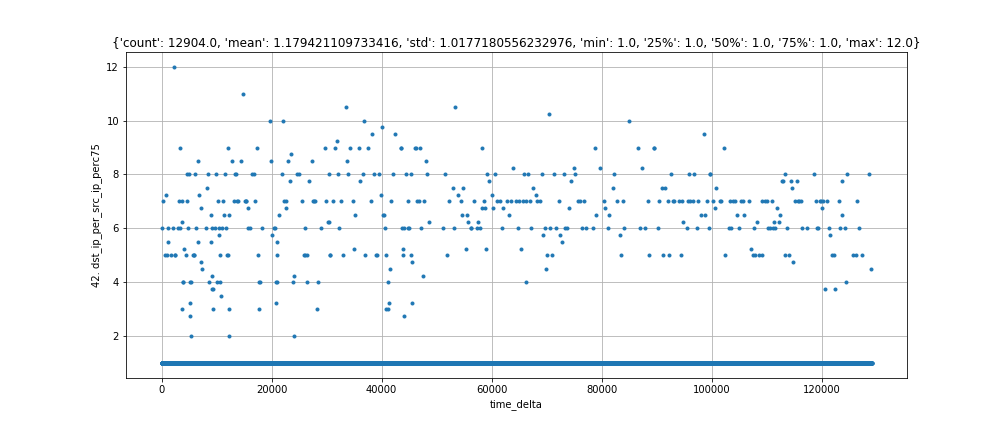 {'count': 12904.0, 'mean': 1.179421109733416, 'std': 1.0177180556232976, 'min': 1.0, '25%': 1.0, '50%': 1.0, '75%': 1.0, 'max': 12.0}
12
10
8
6
4
2
42. dst_ip_per_src_ip_perc75
0 20000 40000 60000 80000 100000 120000
time_delta